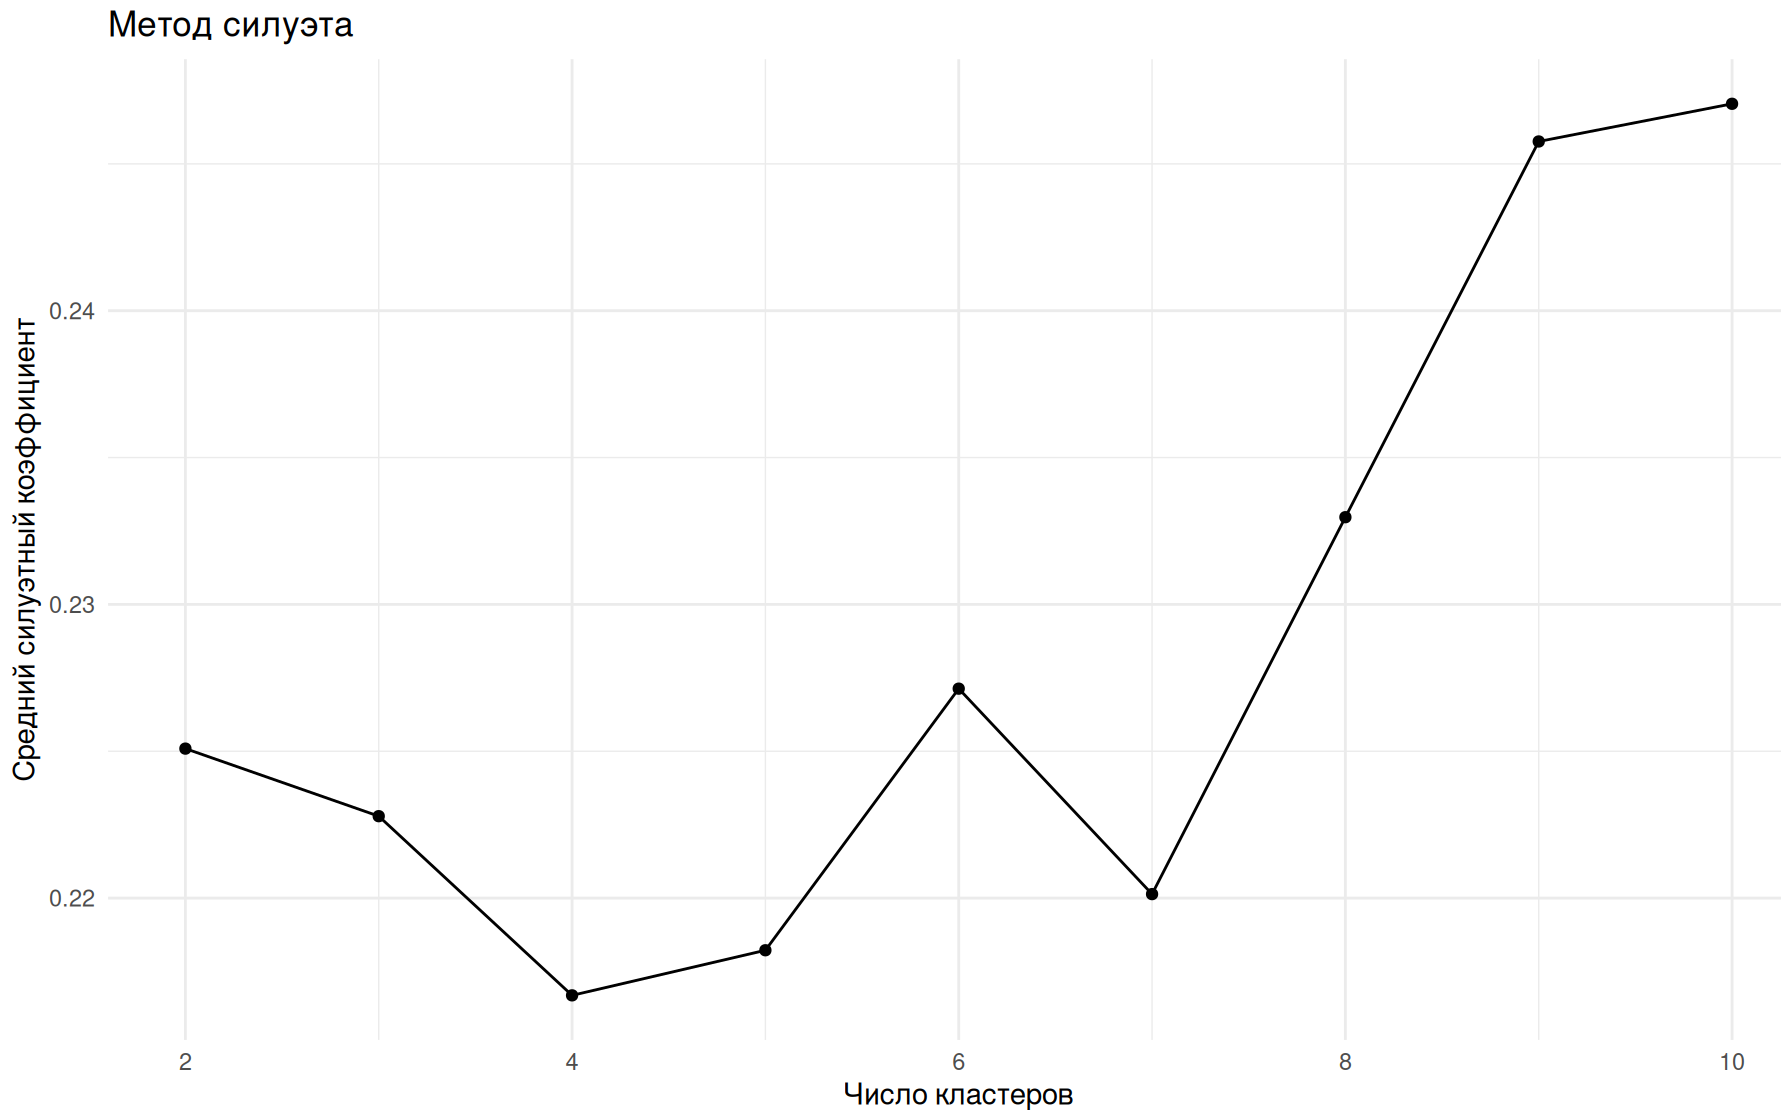 Метод силуэта
Средний силуэтный коэффициент
0.24
0.23
0.22
2 4 6 8 10
Число кластеров